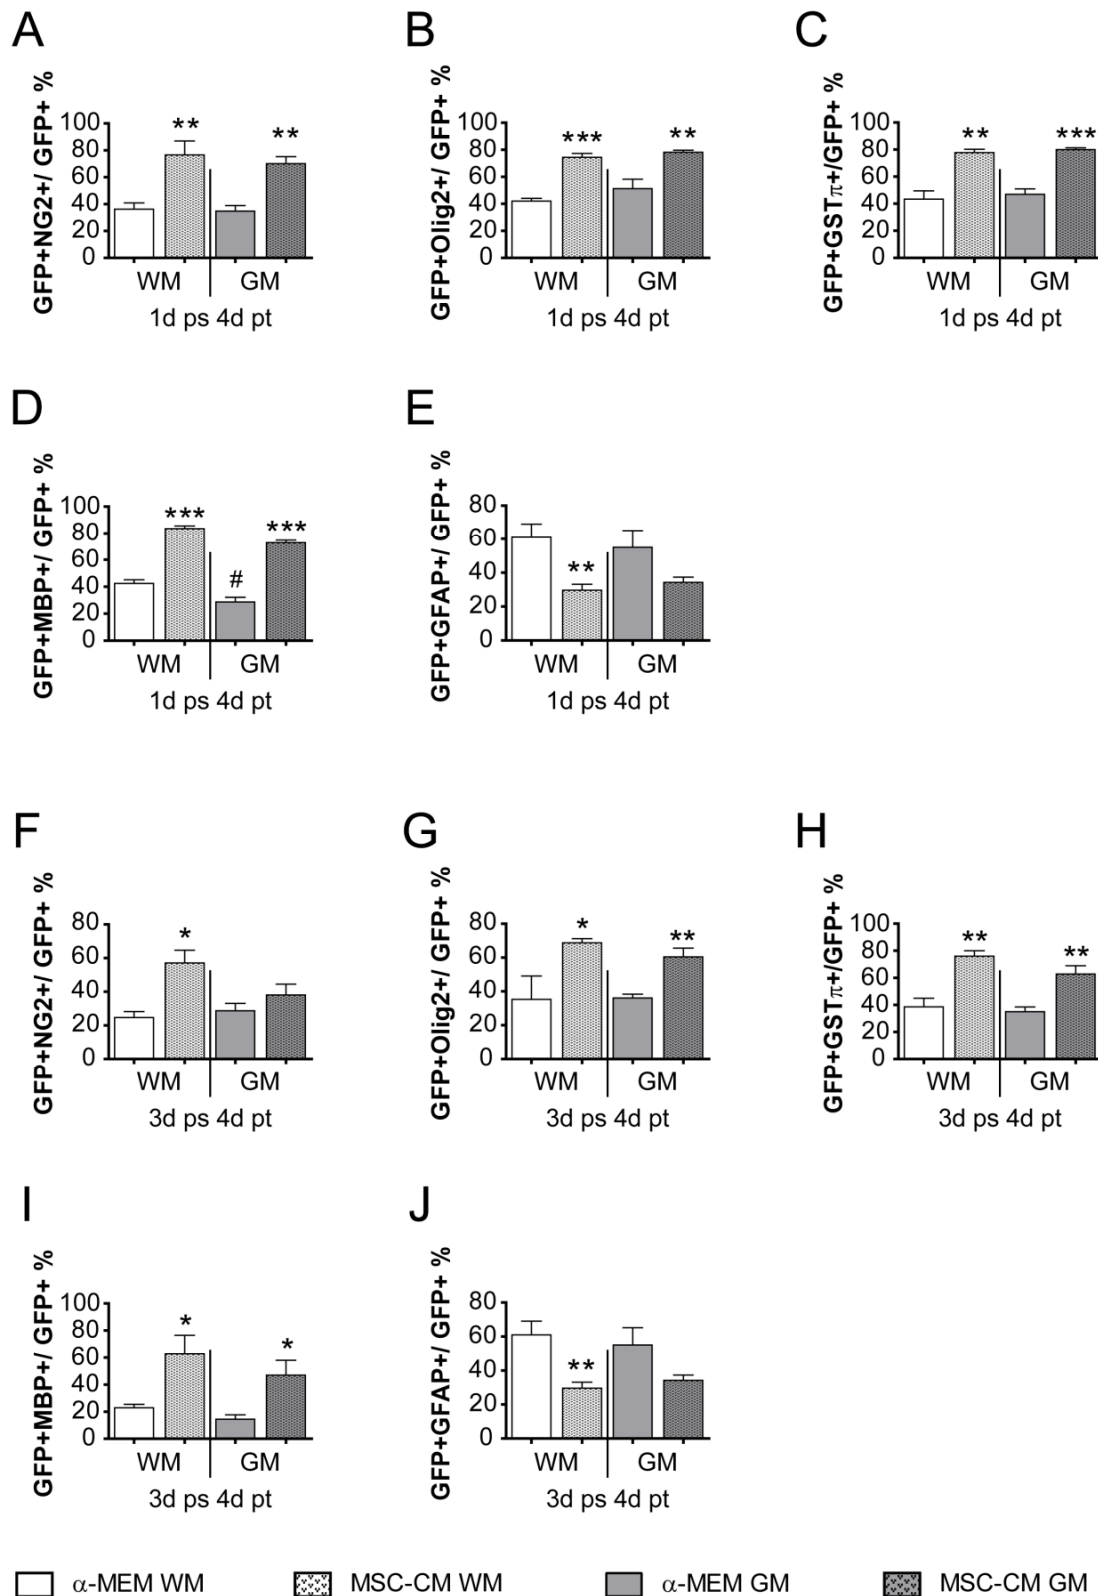 A
B
C
GFP+NG2+/ GFP+ %
100
80
60
40
20
0
**
**
WM
GM
1d ps 4d pt
GFP+Olig2+/ GFP+ %
100
80
60
40
20
0
***
**
WM
GM
1d ps 4d pt
GFP+GSTπ+/GFP+ %
100
80
60
40
20
0
**
***
WM
GM
1d ps 4d pt
D
E
GFP+MBP+/ GFP+ %
100
80
60
40
20
0
***
#
***
WM
GM
1d ps 4d pt
GFP+GFAP+/ GFP+ %
80
60
40
20
0
**
WM
GM
1d ps 4d pt
F
G
H
GFP+NG2+/ GFP+ %
80
60
40
20
0
*
WM
GM
3d ps 4d pt
GFP+Olig2+/ GFP+ %
80
60
40
20
0
*
**
WM
GM
3d ps 4d pt
GFP+GSTπ+/GFP+ %
100
80
60
40
20
0
**
**
WM
GM
3d ps 4d pt
I
J
GFP+MBP+/ GFP+ %
100
80
60
40
20
0
*
*
WM
GM
3d ps 4d pt
GFP+GFAP+/ GFP+ %
80
60
40
20
0
**
WM
GM
3d ps 4d pt
α-MEM WM
MSC-CM WM
α-MEM GM
MSC-CM GM